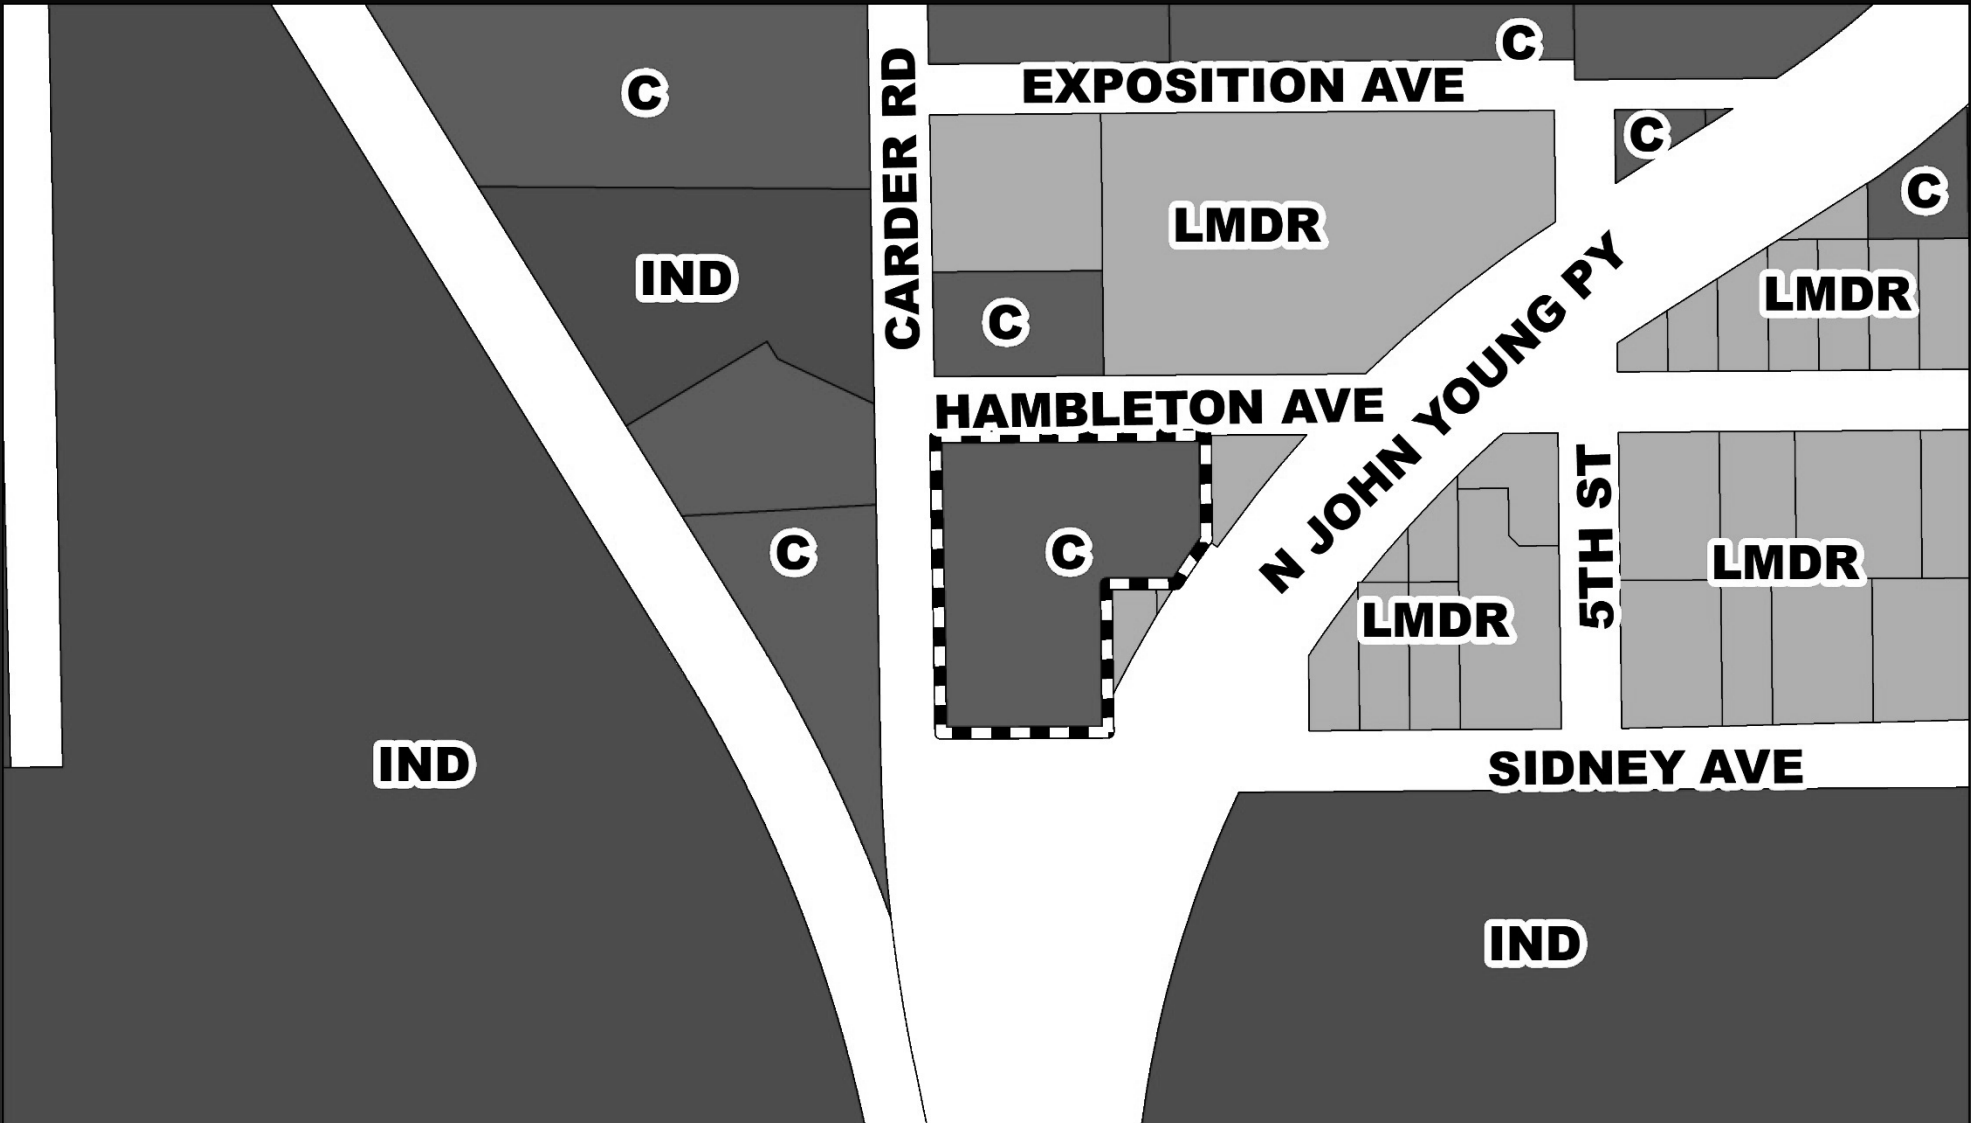 C
C
EXPOSITION AVE
CARDER RD
C
C
LMDR
IND
LMDR
C
N JOHN YOUNG PY
HAMBLETON AVE
C
C
5TH ST
LMDR
LMDR
IND
SIDNEY AVE
IND